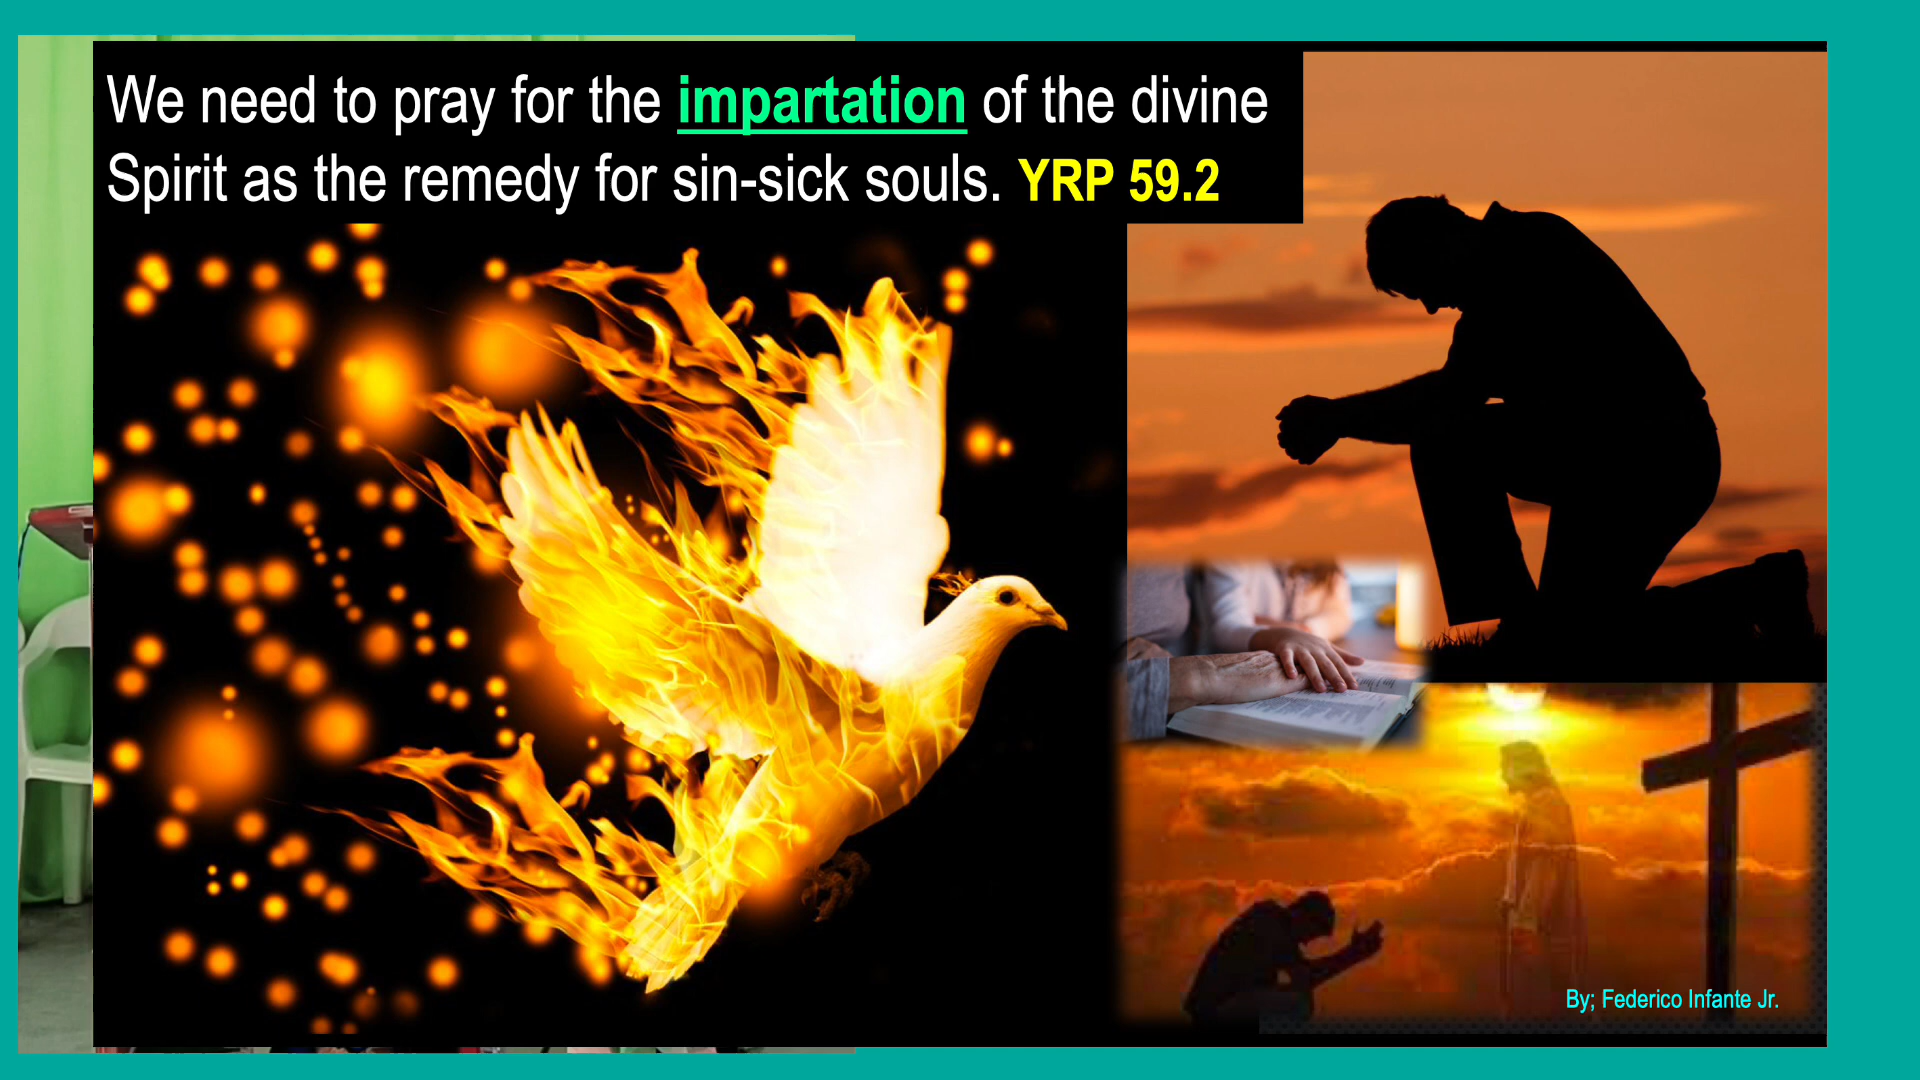 We need to pray for the impartation of the divine
Spirit as the remedy for sin-sick souls. YRP 59.2
By; Federico Infante Jr.